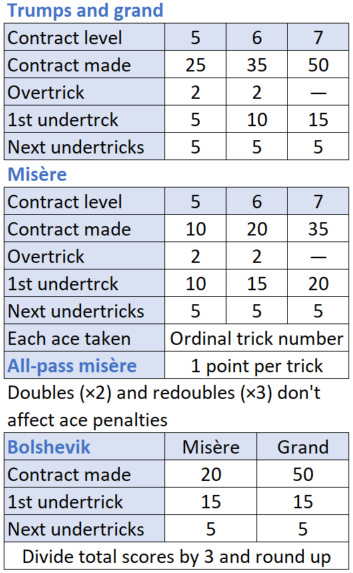 Trumps and grand
Contract level 5 6 7
Contract made 25 35 50
Overtrick 2 2 —
1st undertrck 5 10 15
Next undertricks 5 5 5
Misère
Contract level 5 6 7
Contract made 10 20 35
Overtrick 2 2 —
1st undertrck 10 15 20
Next undertricks 5 5 5
Each ace taken Ordinal trick number
All-pass misère 1 point per trick
Doubles (×2) and redoubles (×3) don't
affect ace penalties
Bolshevik Misère Grand
Contract made 20 50
1st undertrick 15 15
Next undertricks 5 5
Divide total scores by 3 and round up